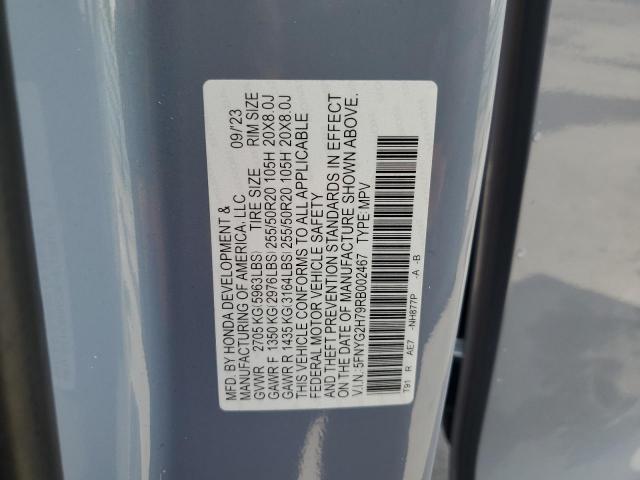 MFD. BY HONDA DEVELOPMENT &
MANUFACTURING OF AMERICA, LLC 09/'23
GVWR 2705 KG(5963LBS) TIRE SIZE RIM SIZE
GAWR F 1350 KG(2976LBS) 255/50R20 105H 20X8.0J
GAWR R 1435 KG(3164LBS) 255/50R20 105H 20X8.0J
THIS VEHICLE CONFORMS TO ALL APPLICABLE
FEDERAL MOTOR VEHICLE SAFETY
AND THEFT PREVENTION STANDARDS IN EFFECT
ON THE DATE OF MANUFACTURE SHOWN ABOVE.
V.I.N.: 5FNYG2H79RB002467 TYPE: MPV
T91 R AE7 -NH877P -A -B